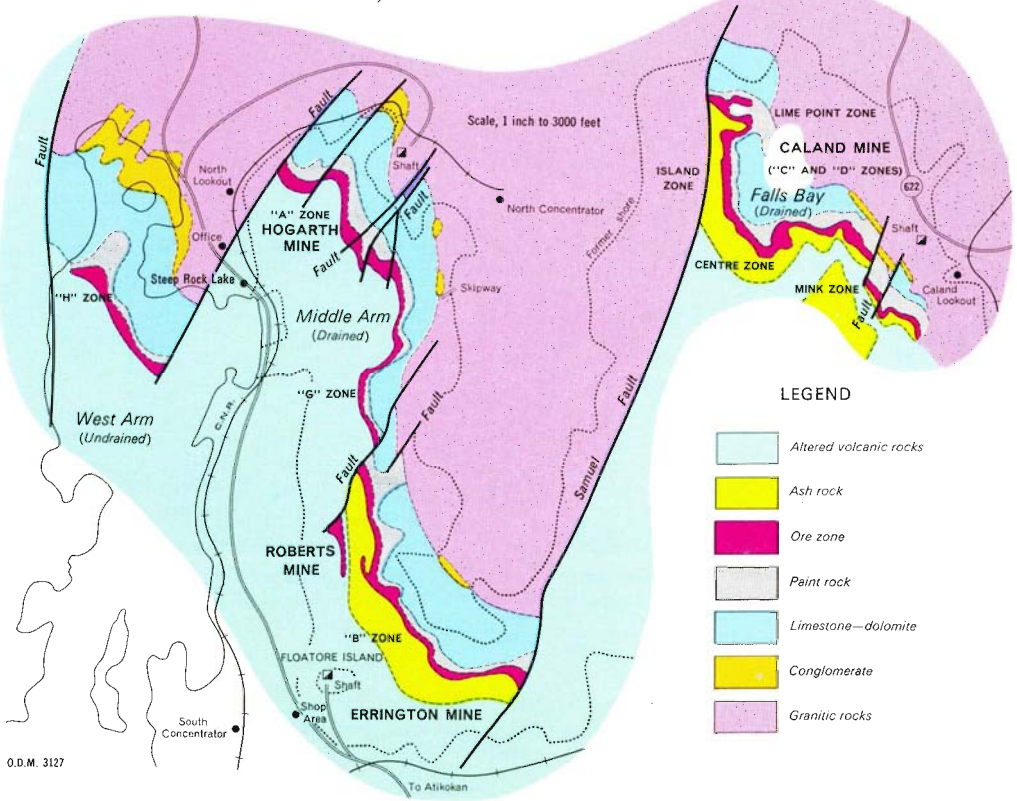 Scale, 1 inch to 3000 feet
Fault
North
Lookout
Office
Steep Rock Lake
"H" ZONE
West Arm
(Undrained)
Fault
Shaft
"A" ZONE
HOGARTH
MINE
Fault
Fault
North Concentrator
Skipway
Middle Arm
(Drained)
"G" ZONE
C.N.R.
Fault
Fault
ROBERTS
MINE
"B" ZONE
FLOATORE ISLAND
Shaft
Shop
Area
ERRINGTON MINE
South
Concentrator
To Atikokan
O.D.M. 3127
Former shore
Samuel
Fault
ISLAND
ZONE
LIME POINT ZONE
CALAND MINE
("C" AND "D" ZONES)
Falls Bay
(Drained)
622
Shaft
CENTRE ZONE
MINK ZONE
Caland
Lookout
Fault
LEGEND
Altered volcanic rocks
Ash rock
Ore zone
Paint rock
Limestone—dolomite
Conglomerate
Granitic rocks